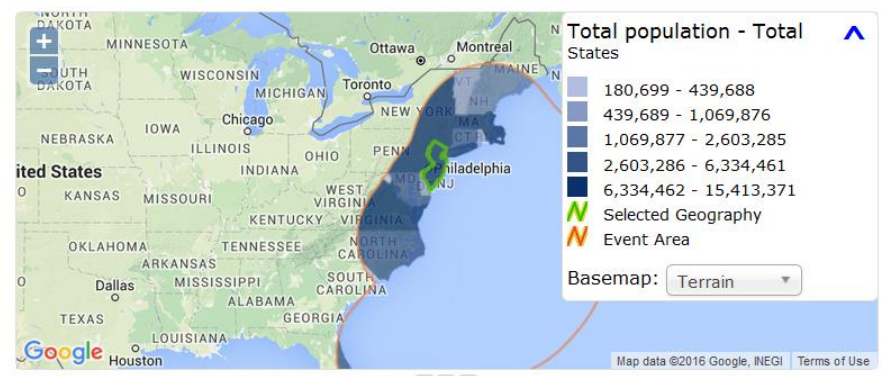 NORTH
DAKOTA
MINNESOTA
SOUTH
DAKOTA
WISCONSIN
MICHIGAN
Ottawa
Montreal
Toronto
MAINE
VT
NH
NEW YORK
MA
CT RI
NEBRASKA
IOWA
Chicago
ILLINOIS
INDIANA
OHIO
PENN
Philadelphia
MD
NJ
ited States
KANSAS
MISSOURI
WEST
VIRGINIA
KENTUCKY
VIRGINIA
OKLAHOMA
ARKANSAS
TENNESSEE
NORTH
CAROLINA
Dallas
MISSISSIPPI
SOUTH
CAROLINA
ALABAMA
TEXAS
GEORGIA
LOUISIANA
Houston
Google
Total population - Total
States
180,699 - 439,688
439,689 - 1,069,876
1,069,877 - 2,603,285
2,603,286 - 6,334,461
6,334,462 - 15,413,371
Selected Geography
Event Area
Basemap: Terrain
Map data ©2016 Google, INEGI
Terms of Use